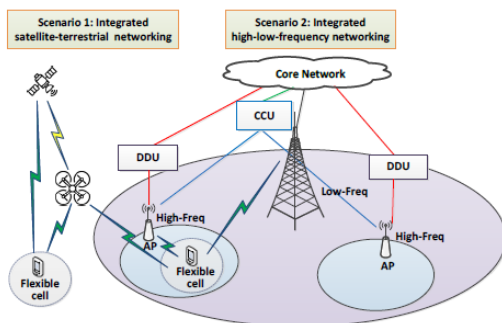 Scenario 1: Integrated
satellite-terrestrial networking
Scenario 2: Integrated
high-low-frequency networking
Core Network
CCU
DDU
DDU
Low-Freq
High-Freq
AP
High-Freq
AP
Flexible
cell
Flexible
cell